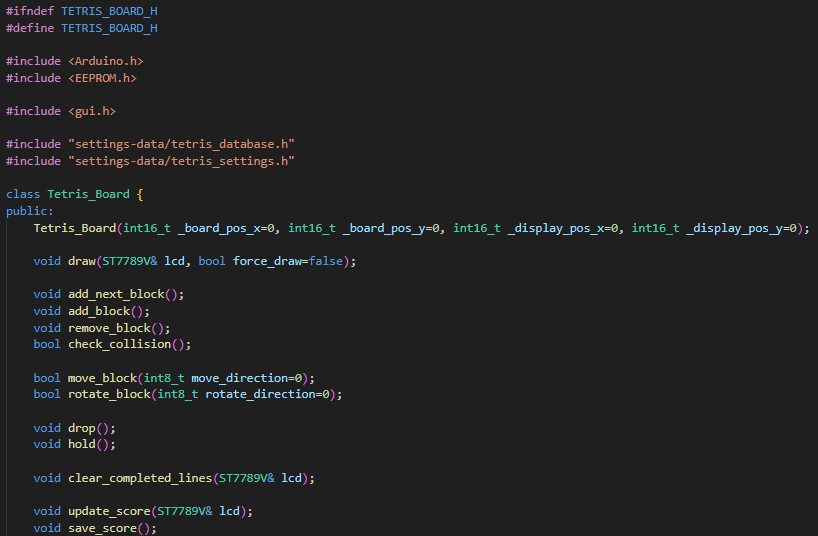 #ifndef TETRIS_BOARD_H
#define TETRIS_BOARD_H
#include <Arduino.h>
#include <EEPROM.h>
#include <gui.h>
#include "settings-data/tetris_database.h"
#include "settings-data/tetris_settings.h"
class Tetris_Board {
public:
    Tetris_Board(int16_t _board_pos_x=0, int16_t _board_pos_y=0, int16_t _display_pos_x=0, int16_t _display_pos_y=0);
    void draw(ST7789V& lcd, bool force_draw=false);
    void add_next_block();
    void add_block();
    void remove_block();
    bool check_collision();
    bool move_block(int8_t move_direction=0);
    bool rotate_block(int8_t rotate_direction=0);
    void drop();
    void hold();
    void clear_completed_lines(ST7789V& lcd);
    void update_score(ST7789V& lcd);
    void save_score();